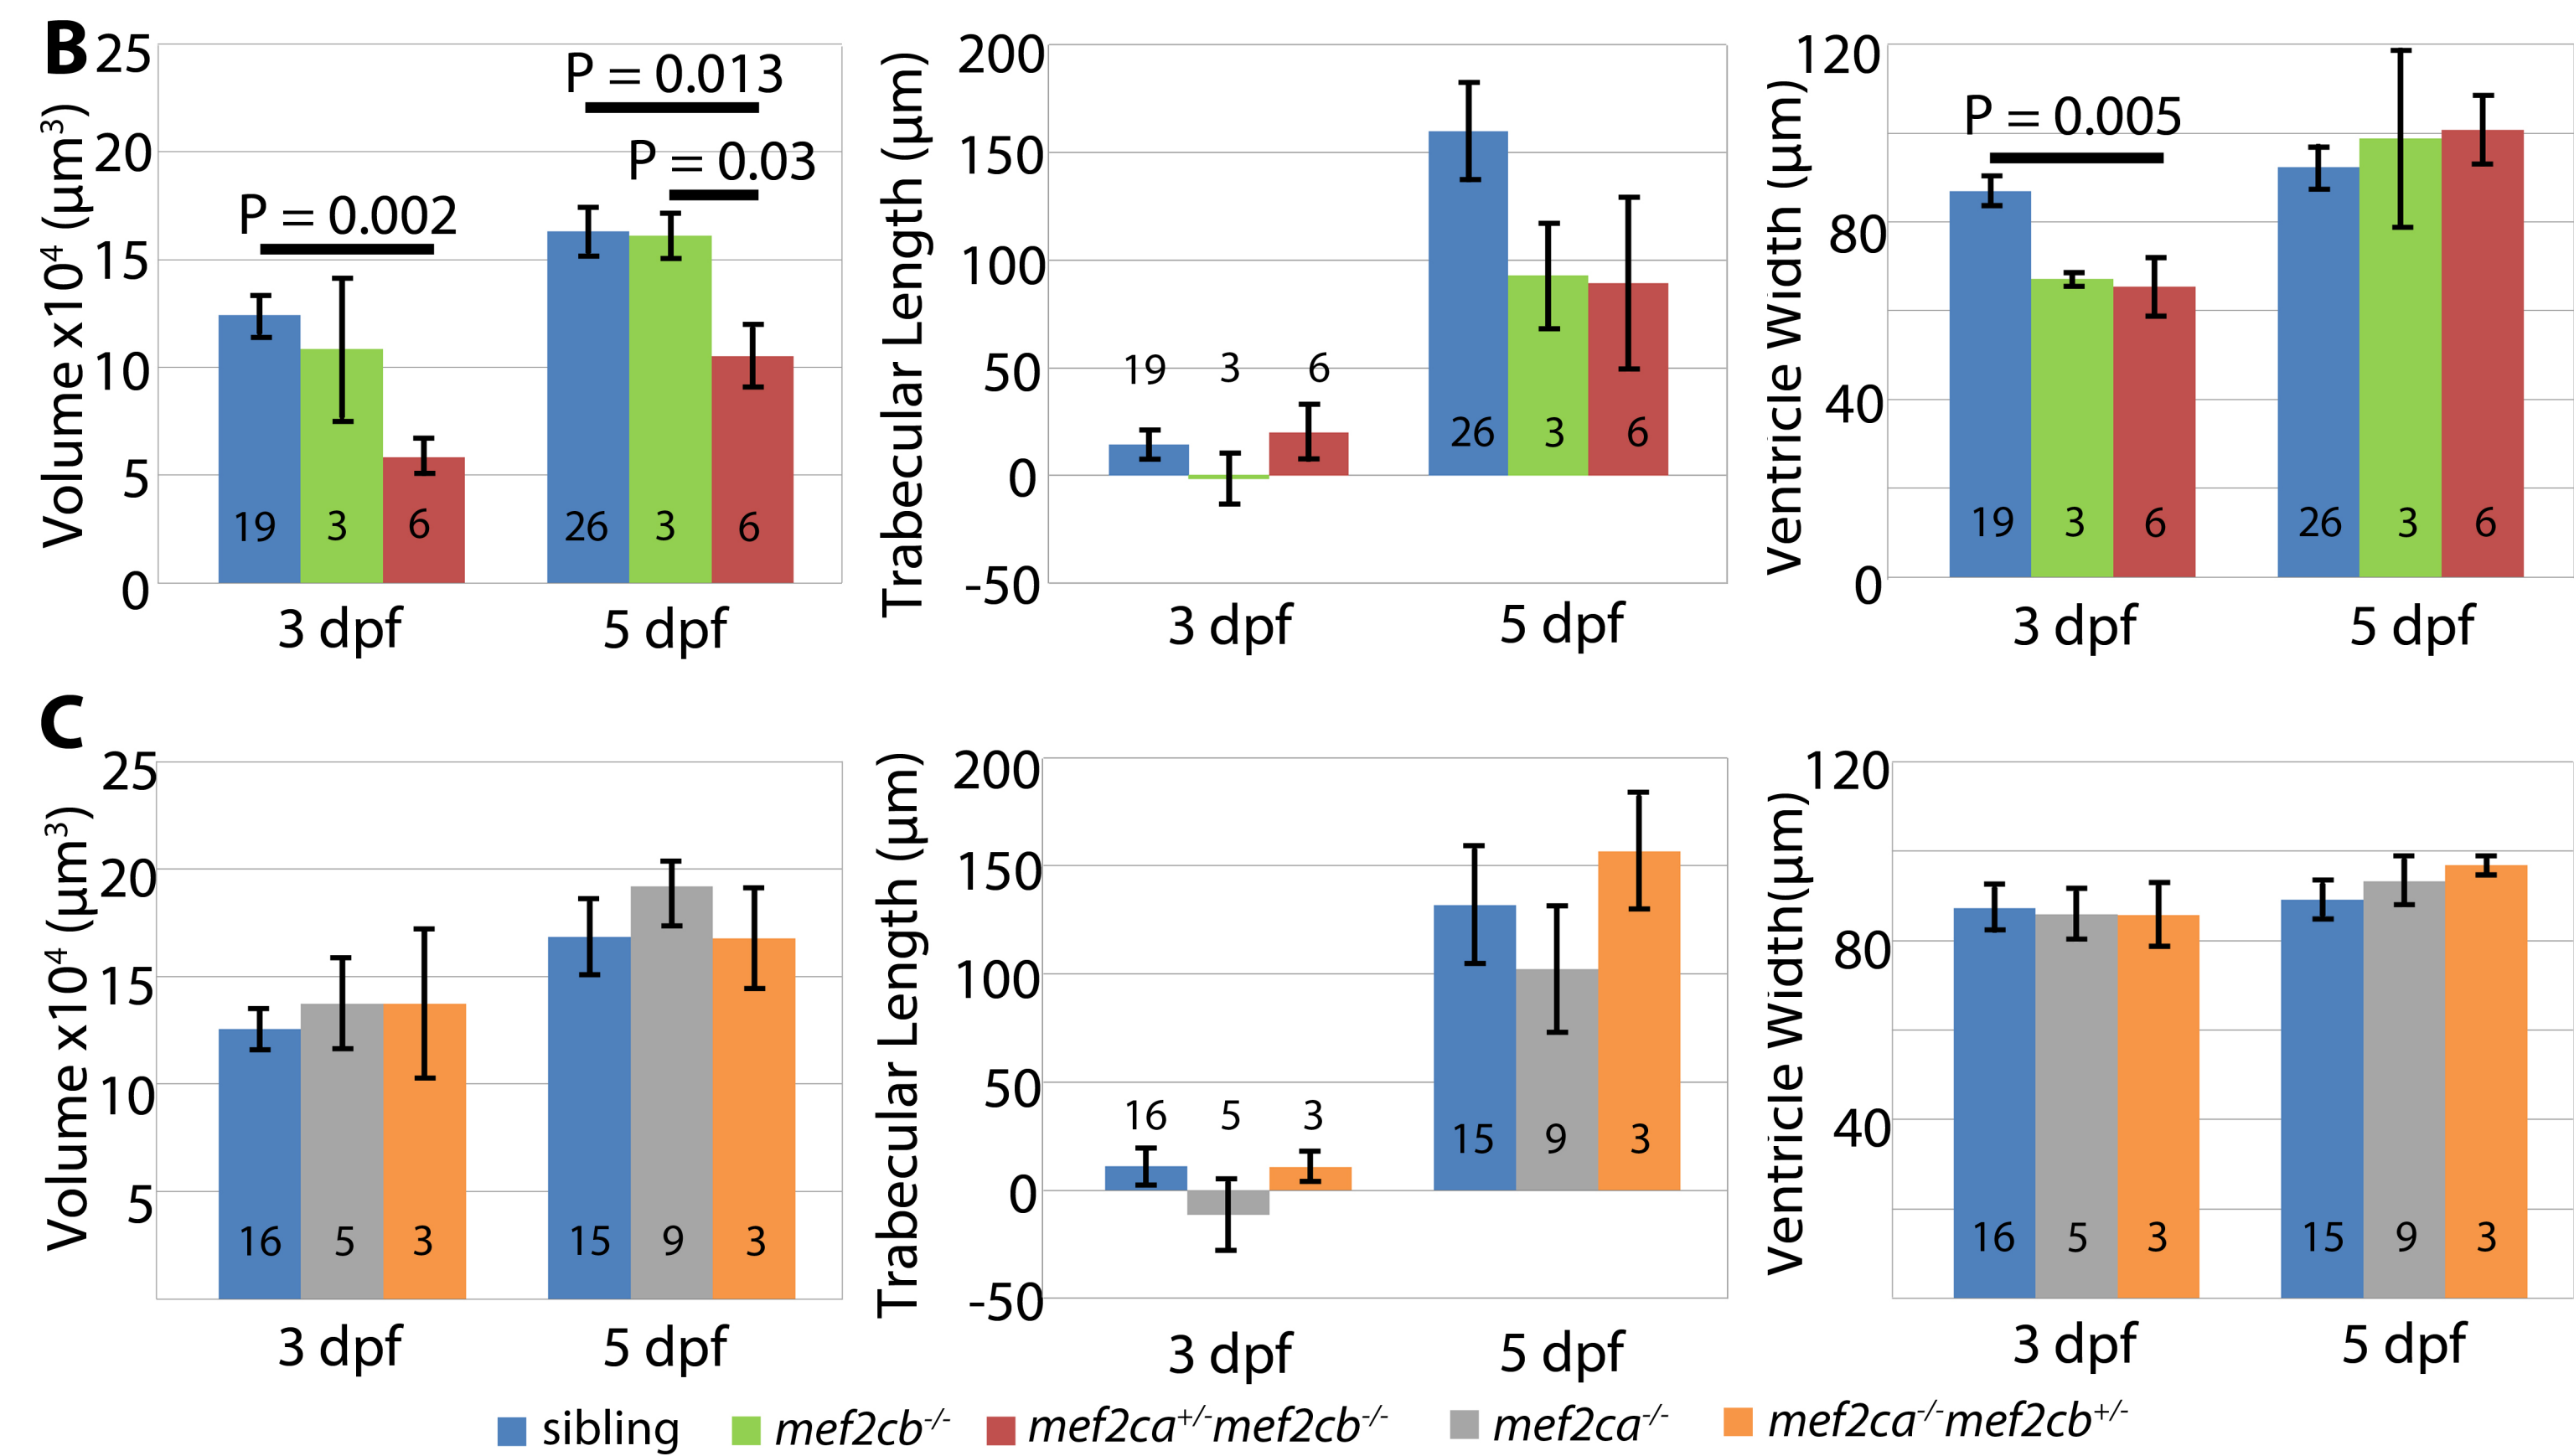 B
Volume x10⁴ (µm³)
25
20
15
10
5
0
P = 0.002
P = 0.013
P = 0.03
19 3 6
26 3 6
3 dpf 5 dpf
Trabecular Length (µm)
200
150
100
50
0
-50
19 3 6
26 3 6
3 dpf 5 dpf
Ventricle Width (µm)
120
80
40
0
P = 0.005
19 3 6
26 3 6
3 dpf 5 dpf
C
Volume x10⁴ (µm³)
25
20
15
10
5
16 5 3
15 9 3
3 dpf 5 dpf
Trabecular Length (µm)
200
150
100
50
0
-50
16 5 3
15 9 3
3 dpf 5 dpf
Ventricle Width(µm)
120
80
40
16 5 3
15 9 3
3 dpf 5 dpf
sibling mef2cb-/- mef2ca+/-mef2cb-/- mef2ca-/- mef2ca-/-mef2cb+/-